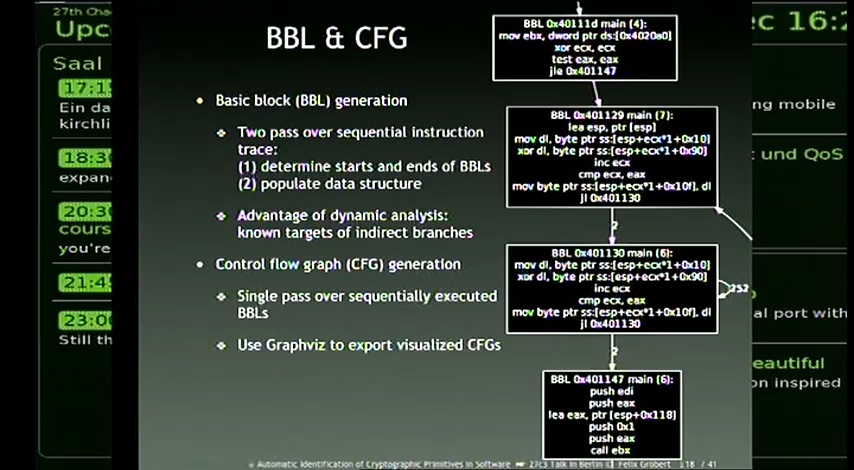 27th Cha
Upc
Saal
17:1
Ein da
kirchli
18:3
expan
20:30
cours
you're
21:4
23:00
Still th
BBL & CFG
Basic block (BBL) generation
Two pass over sequential instruction
trace:
(1) determine starts and ends of BBLs
(2) populate data structure
Advantage of dynamic analysis:
known targets of indirect branches
Control flow graph (CFG) generation
Single pass over sequentially executed
BBLs
Use Graphviz to export visualized CFGs
BBL 0x40111d main (4):
mov ebx, dword ptr ds:[0x4020a0]
xor ecx, ecx
test eax, eax
jle 0x401147
BBL 0x401129 main (7):
lea esp, ptr [esp]
mov dl, byte ptr ss:[esp+ecx*1+0x10]
xor dl, byte ptr ss:[esp+ecx*1+0x90]
inc ecx
cmp ecx, eax
mov byte ptr ss:[esp+ecx*1+0x10f], dl
jl 0x401130
2
BBL 0x401130 main (6):
mov dl, byte ptr ss:[esp+ecx*1+0x10]
xor dl, byte ptr ss:[esp+ecx*1+0x90]
inc ecx
cmp ecx, eax
mov byte ptr ss:[esp+ecx*1+0x10f], dl
jl 0x401130
252
2
BBL 0x401147 main (6):
push edi
push eax
lea eax, ptr [esp+0x118]
push 0x1
push eax
call ebx
Automatic Identification of Cryptographic Primitives in Software
27c3 Talk in Berlin
Felix Gröbert
18 / 41
ec 16:2
ng mobile
t und QoS
al port with
eautiful
on inspired